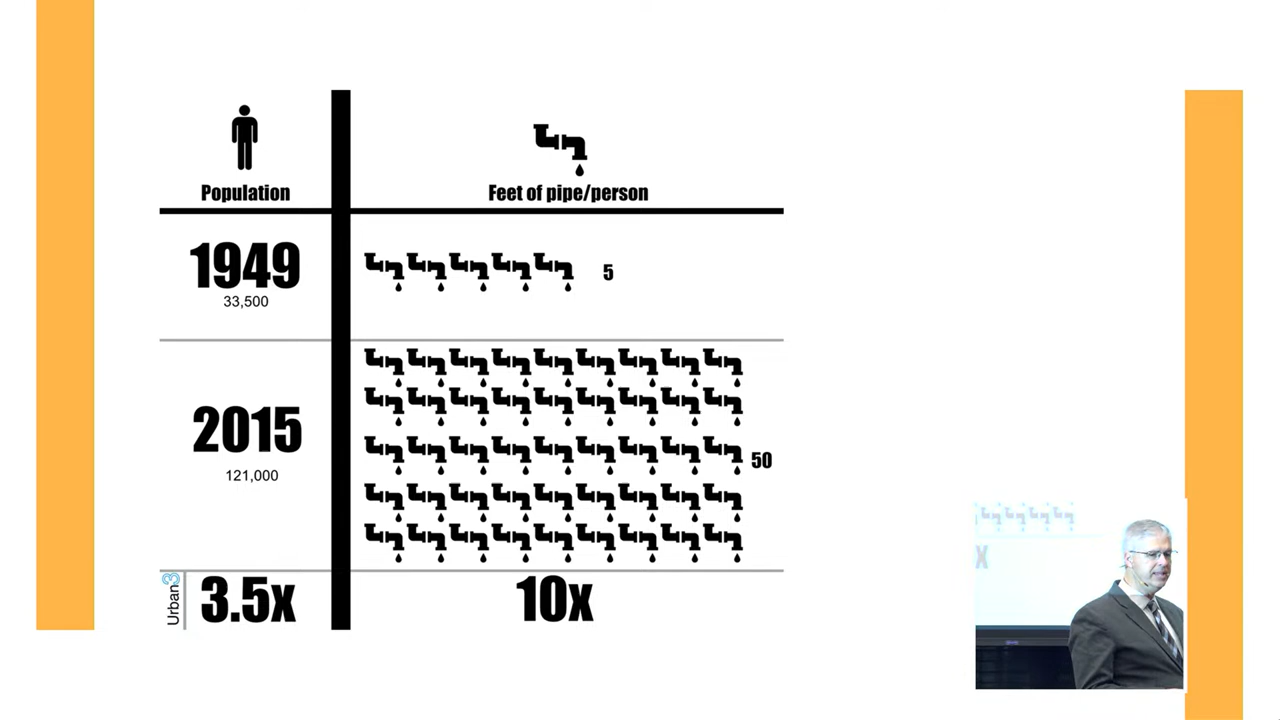 Population
Feet of pipe/person
1949
33,500
5
2015
121,000
50
Urban3
3.5x
10x